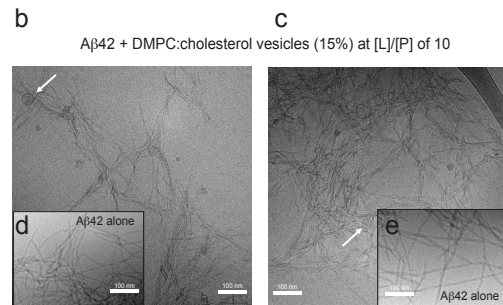 b
c
Aβ42 + DMPC:cholesterol vesicles (15%) at [L]/[P] of 10
d
Aβ42 alone
100 nm
100 nm
e
100 nm
100 nm
Aβ42 alone